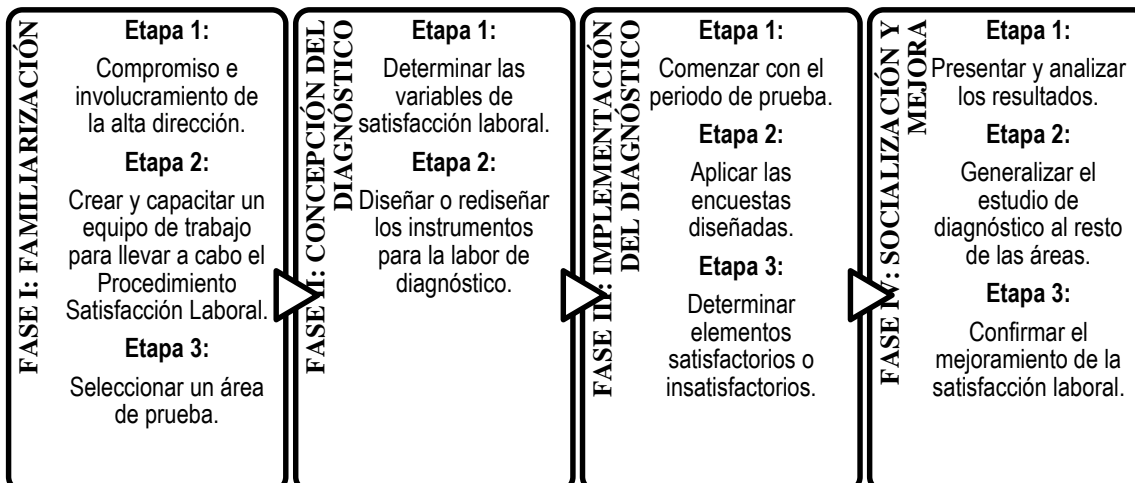 FASE I: FAMILIARIZACIÓN
Etapa 1:
Compromiso e
involucramiento de
la alta dirección.
Etapa 2:
Crear y capacitar un
equipo de trabajo
para llevar a cabo el
Procedimiento
Satisfacción Laboral.
Etapa 3:
Seleccionar un área
de prueba.
FASE II: CONCEPCIÓN DEL
DIAGNÓSTICO
Etapa 1:
Determinar las
variables de
satisfacción laboral.
Etapa 2:
Diseñar o rediseñar
los instrumentos
para la labor de
diagnóstico.
FASE III: IMPLEMENTACIÓN
DEL DIAGNÓSTICO
Etapa 1:
Comenzar con el
periodo de prueba.
Etapa 2:
Aplicar las
encuestas
diseñadas.
Etapa 3:
Determinar
elementos
satisfactorios o
insatisfactorios.
FASE IV: SOCIALIZACIÓN Y
MEJORA
Etapa 1:
Presentar y analizar
los resultados.
Etapa 2:
Generalizar el
estudio de
diagnóstico al resto
de las áreas.
Etapa 3:
Confirmar el
mejoramiento de la
satisfacción laboral.